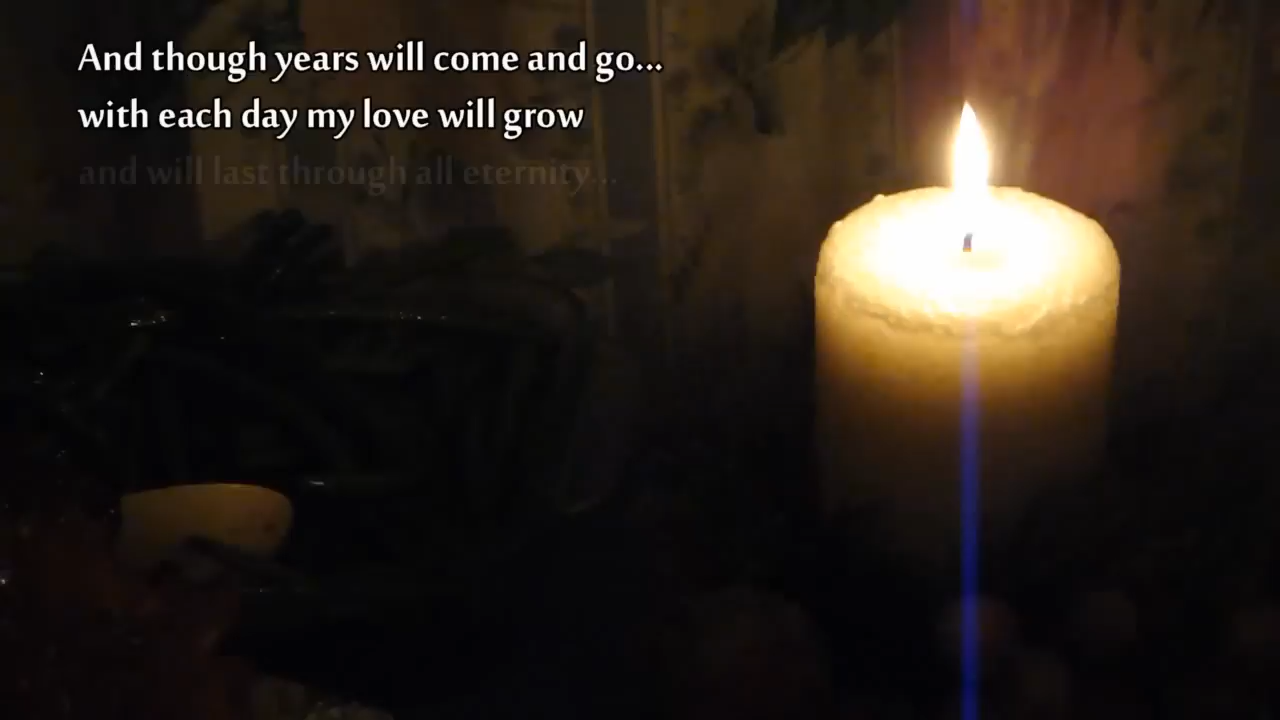 And though years will come and go...
with each day my love will grow
and will last through all eternity...